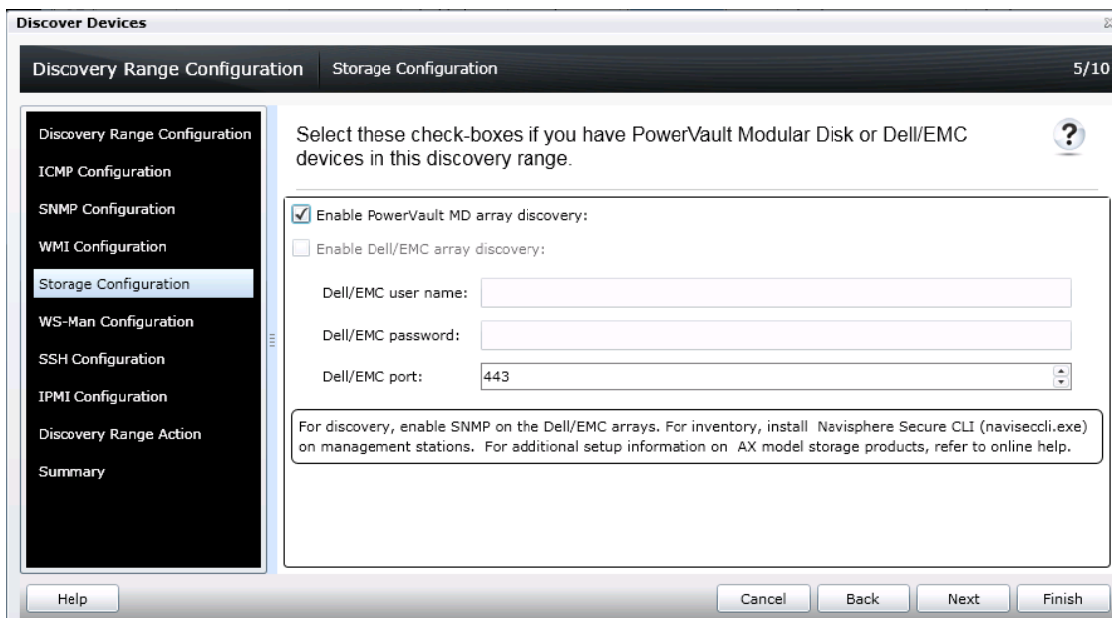 Discover Devices
Discovery Range Configuration Storage Configuration 5/10
Discovery Range Configuration
ICMP Configuration
SNMP Configuration
WMI Configuration
Storage Configuration
WS-Man Configuration
SSH Configuration
IPMI Configuration
Discovery Range Action
Summary
Select these check-boxes if you have PowerVault Modular Disk or Dell/EMC
devices in this discovery range.
?
Enable PowerVault MD array discovery:
Enable Dell/EMC array discovery:
Dell/EMC user name:
Dell/EMC password:
Dell/EMC port: 443
For discovery, enable SNMP on the Dell/EMC arrays. For inventory, install Navisphere Secure CLI (naviseccli.exe)
on management stations. For additional setup information on AX model storage products, refer to online help.
Help Cancel Back Next Finish